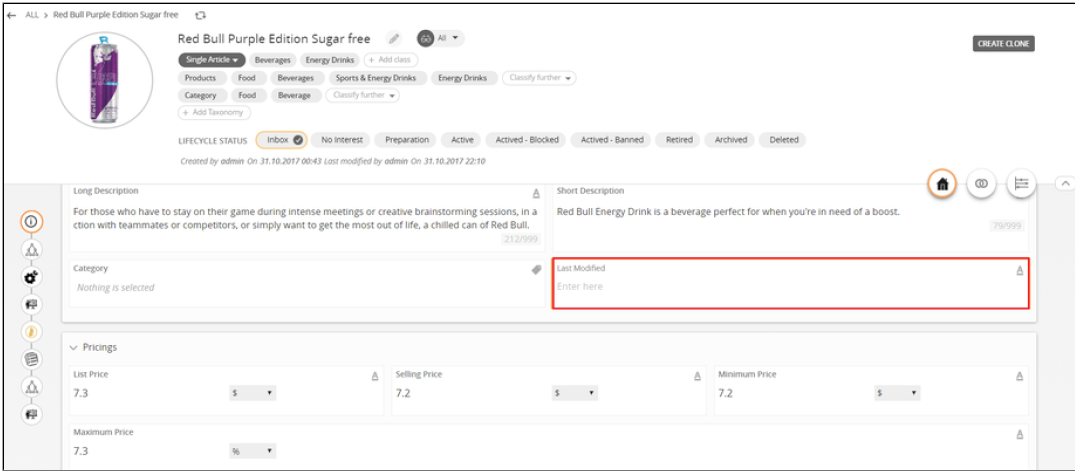 ALL > Red Bull Purple Edition Sugar free
Red Bull Purple Edition Sugar free All
CREATE CLONE
Single Article Beverages Energy Drinks + Add class
Products Food Beverages Sports & Energy Drinks Energy Drinks Classify further
Category Food Beverage Classify further
+ Add Taxonomy
LIFECYCLE STATUS Inbox No Interest Preparation Active Actived - Blocked Actived - Banned Retired Archived Deleted
Created by admin On 31.10.2017 00:43 Last modified by admin On 31.10.2017 22:10
Long Description
For those who have to stay on their game during intense meetings or creative brainstorming sessions, in a
ction with teammates or competitors, or simply want to get the most out of life, a chilled can of Red Bull.
212/999
Short Description
Red Bull Energy Drink is a beverage perfect for when you're in need of a boost.
79/999
Category
Nothing is selected
Last Modified
Enter here
Pricings
List Price
7.3 $
Selling Price
7.2 $
Minimum Price
7.2 $
Maximum Price
7.3 %